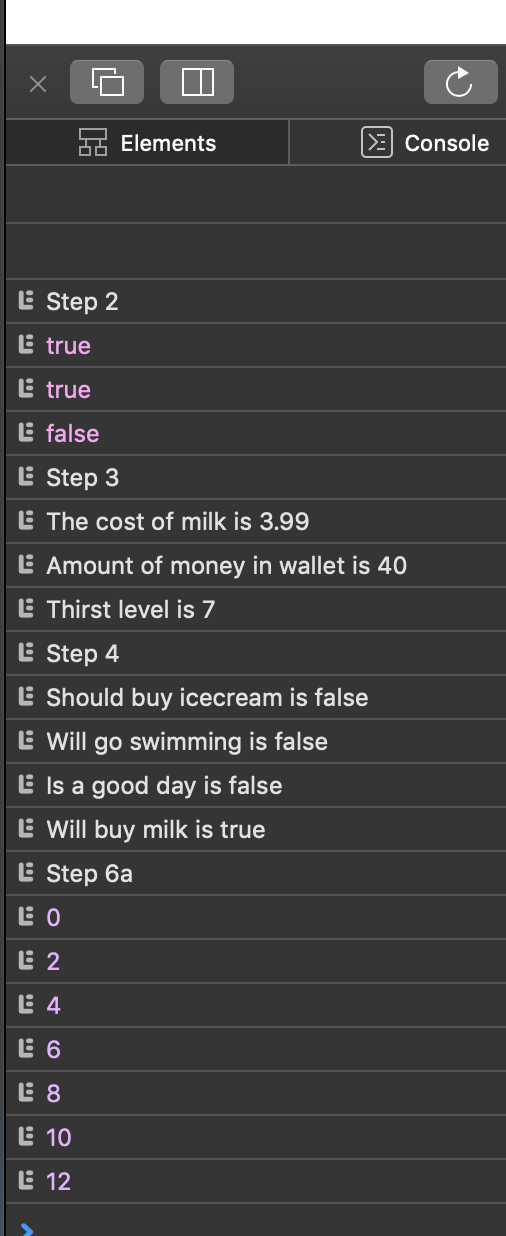 Elements
Console
Step 2
true
true
false
Step 3
The cost of milk is 3.99
Amount of money in wallet is 40
Thirst level is 7
Step 4
Should buy icecream is false
Will go swimming is false
Is a good day is false
Will buy milk is true
Step 6a
0
2
4
6
8
10
12